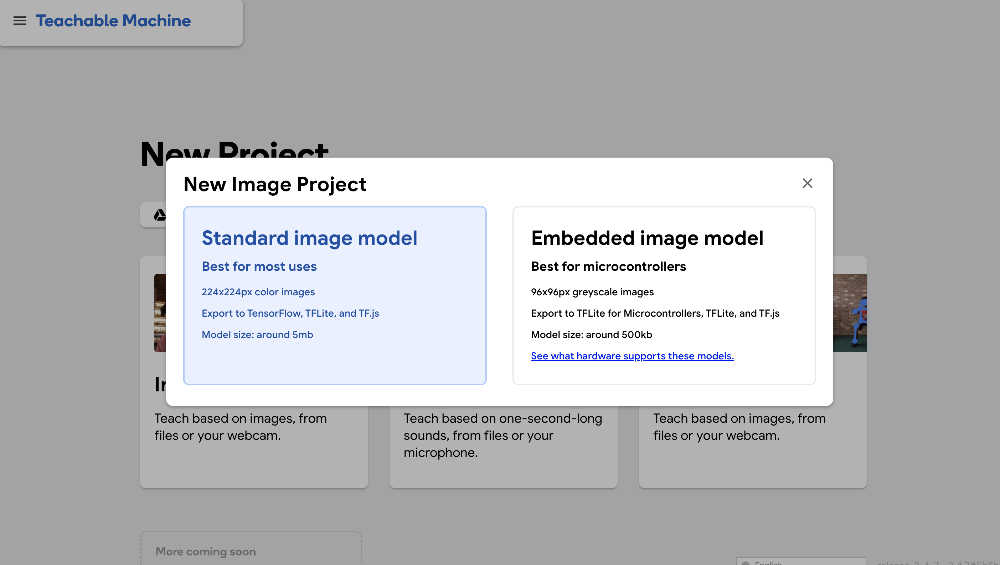 Teachable Machine
New Project
New Image Project
Standard image model
Best for most uses
224x224px color images
Export to TensorFlow, TFLite, and TF.js
Model size: around 5mb
Embedded image model
Best for microcontrollers
96x96px greyscale images
Export to TFLite for Microcontrollers, TFLite, and TF.js
Model size: around 500kb
See what hardware supports these models.
Teach based on images, from
files or your webcam.
Teach based on one-second-long
sounds, from files or your
microphone.
Teach based on images, from
files or your webcam.
More coming soon
English